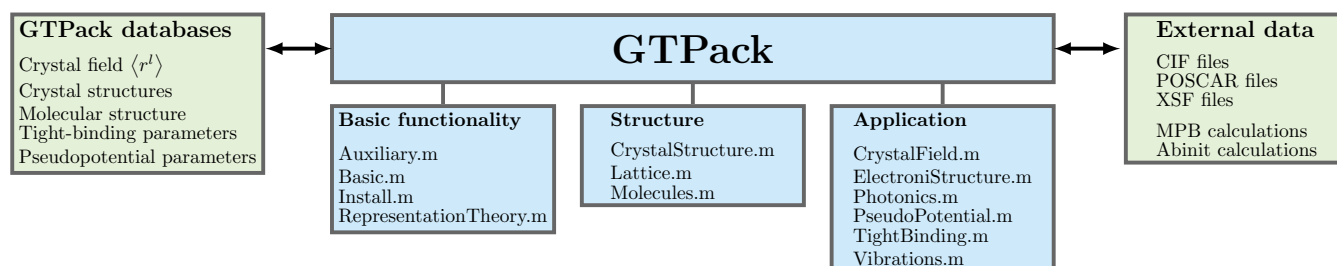 GTPack databases
Crystal field ⟨r^l⟩
Crystal structures
Molecular structure
Tight-binding parameters
Pseudopotential parameters
GTPack
Basic functionality
Auxiliary.m
Basic.m
Install.m
RepresentationTheory.m
Structure
CrystalStructure.m
Lattice.m
Molecules.m
Application
CrystalField.m
ElectroniStructure.m
Photonics.m
PseudoPotential.m
TightBinding.m
Vibrations.m
External data
CIF files
POSCAR files
XSF files
MPB calculations
Abinit calculations